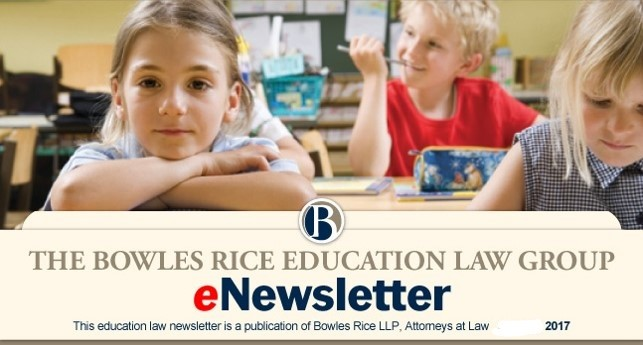 B
THE BOWLES RICE EDUCATION LAW GROUP
eNewsletter
This education law newsletter is a publication of Bowles Rice LLP, Attorneys at Law 2017